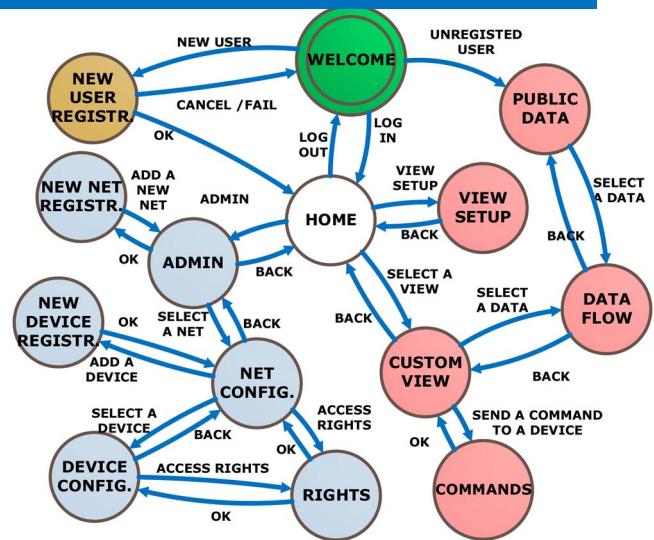 NEW USER
UNREGISTED
USER
WELCOME
NEW
USER
REGISTR.
CANCEL /FAIL
PUBLIC
DATA
OK
LOG
OUT
LOG
IN
ADD A
NEW
NET
NEW NET
REGISTR.
ADMIN
VIEW
SETUP
VIEW
SETUP
SELECT
A DATA
HOME
BACK
BACK
OK
ADMIN
BACK
SELECT A
VIEW
NEW
DEVICE
REGISTR.
OK
SELECT
A NET
BACK
BACK
SELECT
A DATA
DATA
FLOW
ADD A
DEVICE
NET
CONFIG.
CUSTOM
VIEW
BACK
SELECT A
DEVICE
BACK
ACCESS
RIGHTS
SEND A COMMAND
TO A DEVICE
OK
OK
DEVICE
CONFIG.
ACCESS RIGHTS
RIGHTS
COMMANDS
OK